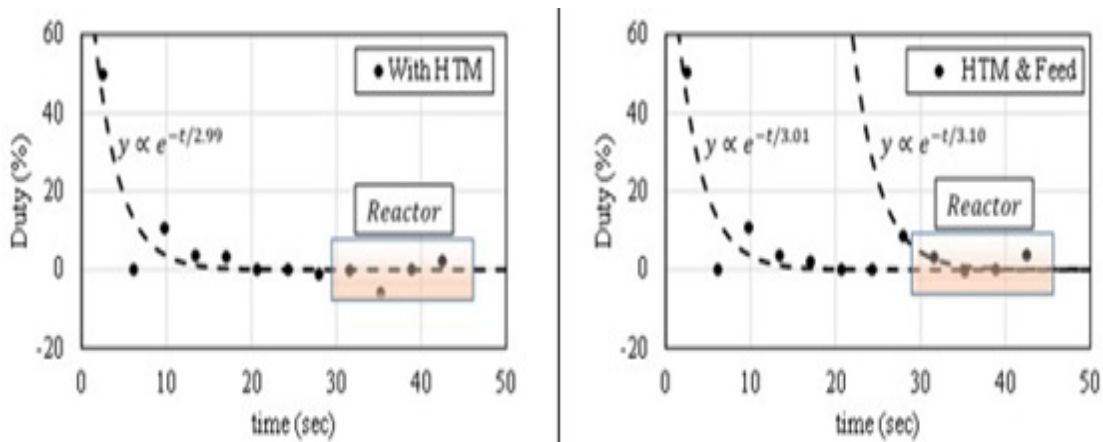 60
40
20
0
-20
Duty (%)
With HTM
y ∝ e^{−t/2.99}
Reactor
0 10 20 30 40 50
time (sec)
60
40
20
0
-20
Duty (%)
HTM & Feed
y ∝ e^{−t/3.01}
y ∝ e^{−t/3.10}
Reactor
0 10 20 30 40 50
time (sec)